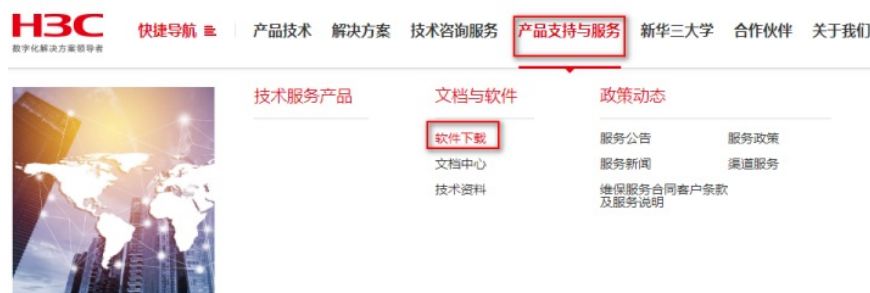 H3C
数字化解决方案领导者
快捷导航 产品技术 解决方案 技术咨询服务 产品支持与服务 新华三大学 合作伙伴 关于我们
技术服务产品 文档与软件 政策动态
软件下载 服务公告 服务政策
文档中心 服务新闻 渠道服务
技术资料 维保服务合同客户条款
及服务说明